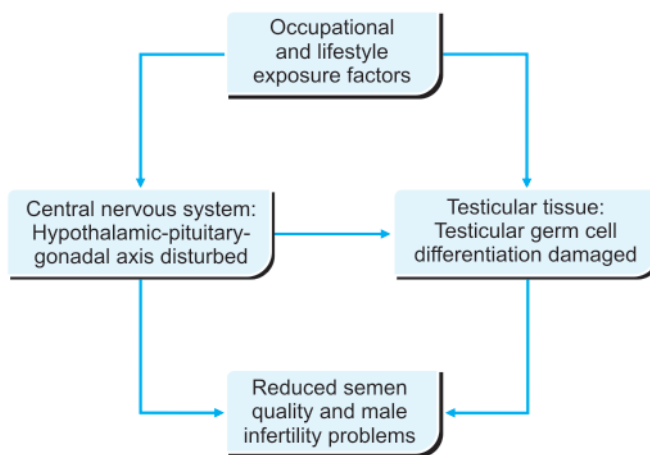 Occupational
and lifestyle
exposure factors
Central nervous system:
Hypothalamic-pituitary-
gonadal axis disturbed
Testicular tissue:
Testicular germ cell
differentiation damaged
Reduced semen
quality and male
infertility problems